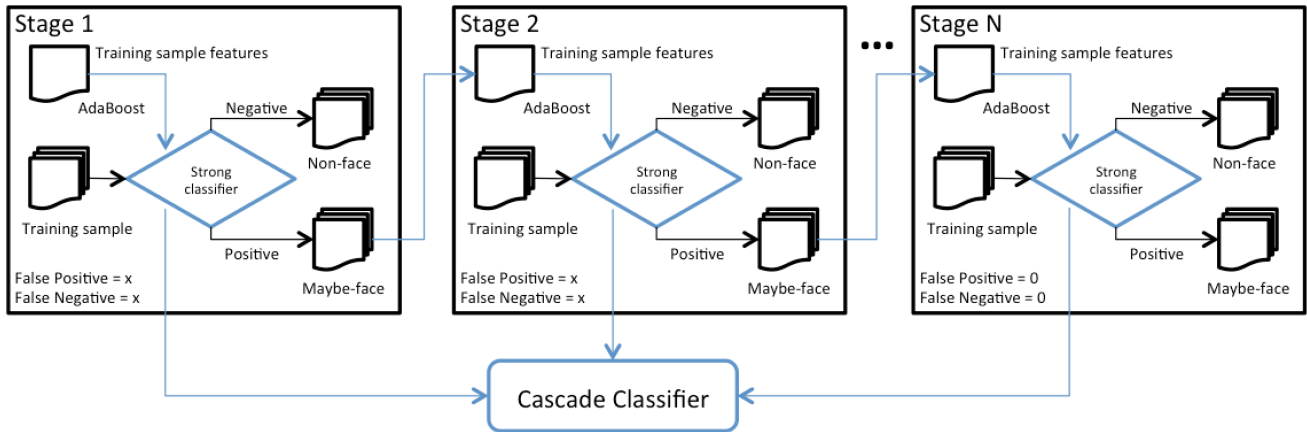 Stage 1
Training sample features
AdaBoost
Negative
Non-face
Strong
classifier
Training sample
Positive
Maybe-face
False Positive = x
False Negative = x
Stage 2
Training sample features
AdaBoost
Negative
Non-face
Strong
classifier
Training sample
Positive
Maybe-face
False Positive = x
False Negative = x
...
Stage N
Training sample features
AdaBoost
Negative
Non-face
Strong
classifier
Training sample
Positive
Maybe-face
False Positive = 0
False Negative = 0
Cascade Classifier